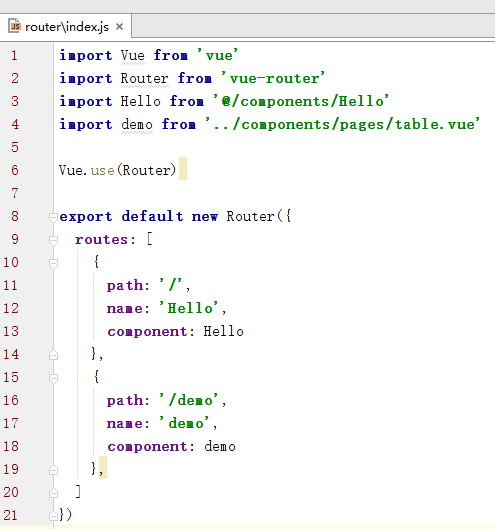 router\index.js
1 import Vue from 'vue'
2 import Router from 'vue-router'
3 import Hello from '@/components/Hello'
4 import demo from '../components/pages/table.vue'
5
6 Vue.use(Router)
7
8 export default new Router({
9   routes: [
10     {
11       path: '/',
12       name: 'Hello',
13       component: Hello
14     },
15     {
16       path: '/demo',
17       name: 'demo',
18       component: demo
19     },
20   ]
21 })